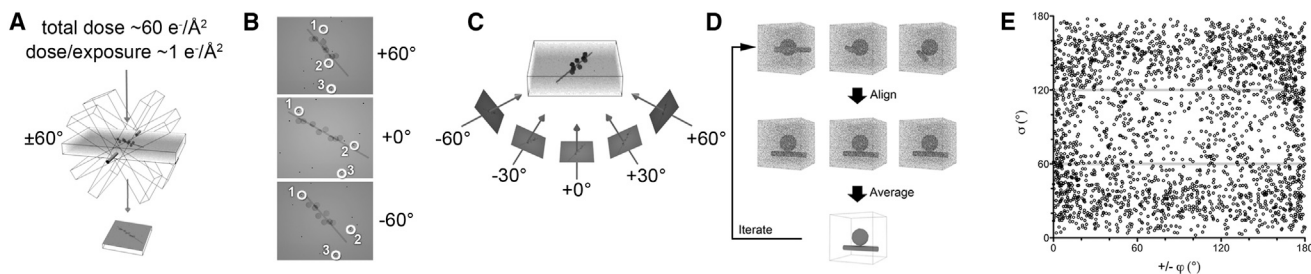 A
total dose ~60 e⁻/Å²
dose/exposure ~1 e⁻/Å²
±60°
B
1
2
3
+60°
1
2
3
+0°
1
2
3
-60°
C
-60°
-30°
+0°
+30°
+60°
D
Align
Average
Iterate
E
180
120
60
0
σ (°)
0
60
120
180
+/- φ (°)